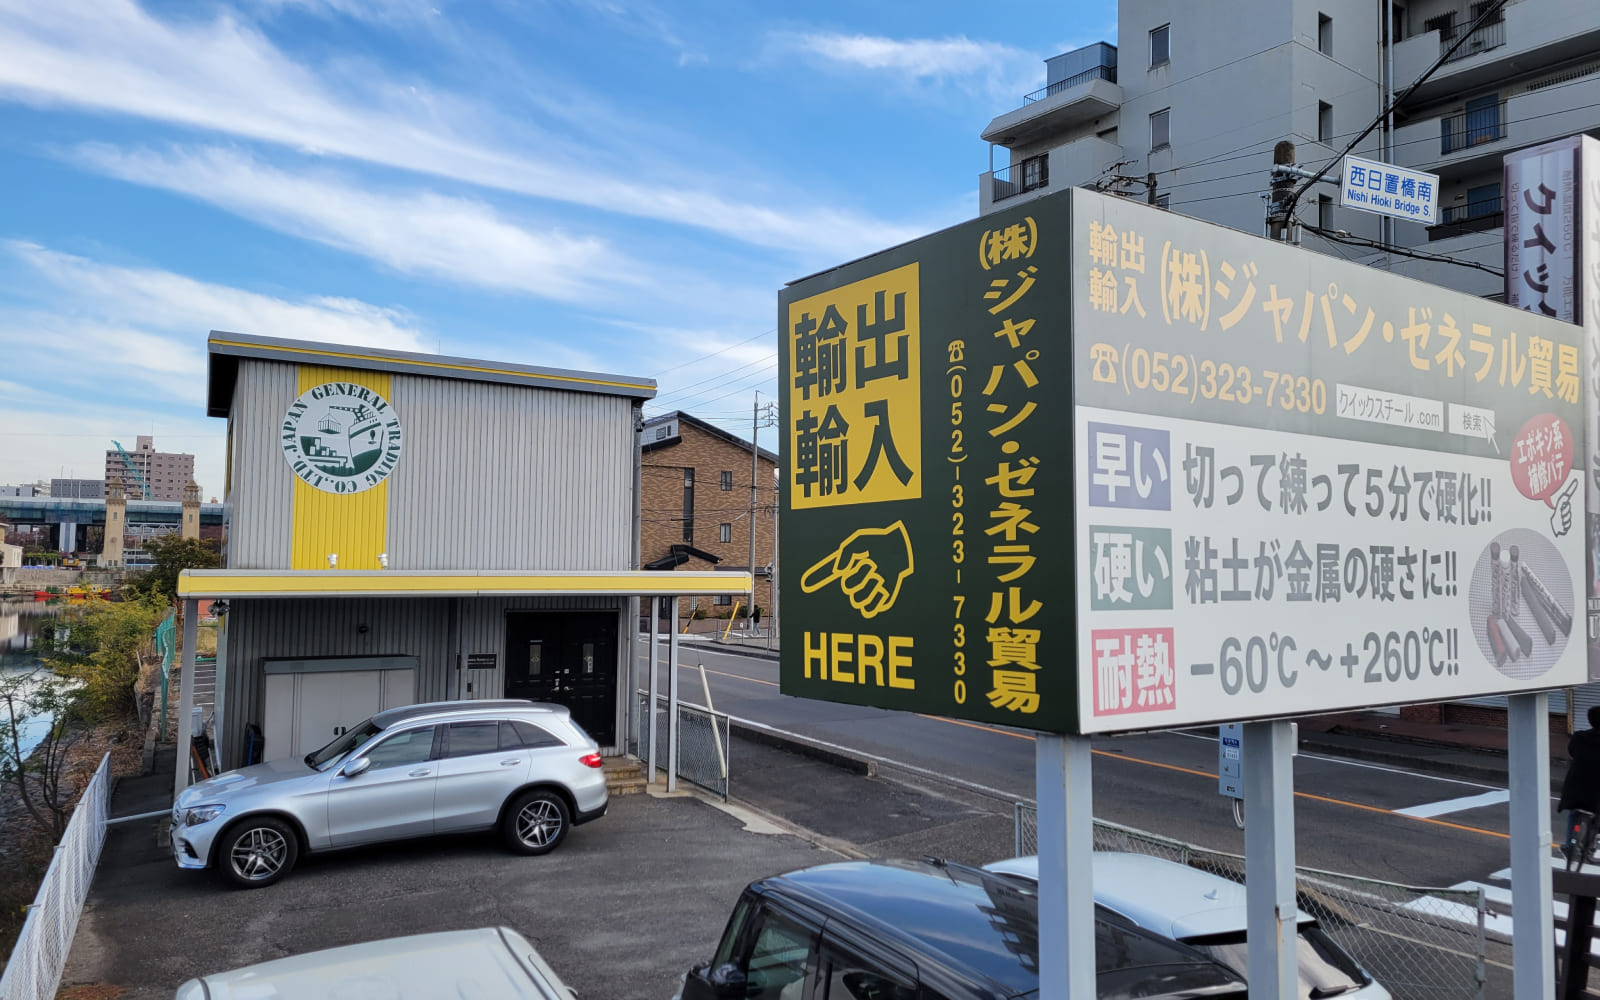 JAPAN GENERAL TRADING CO.,LTD.
輸出
輸入
HERE
(株)ジャパン・ゼネラル貿易
☎(052)-323-7330
輸出
輸入
(株)ジャパン・ゼネラル貿易
☎(052)323-7330
クイックスチール.com
検索
早い
切って練って5分で硬化!!
硬い
粘土が金属の硬さに!!
耐熱
-60℃〜+260℃!!
エポキシ系
補修パテ
西日置橋南
Nishi Hioki Bridge S.
クイッ